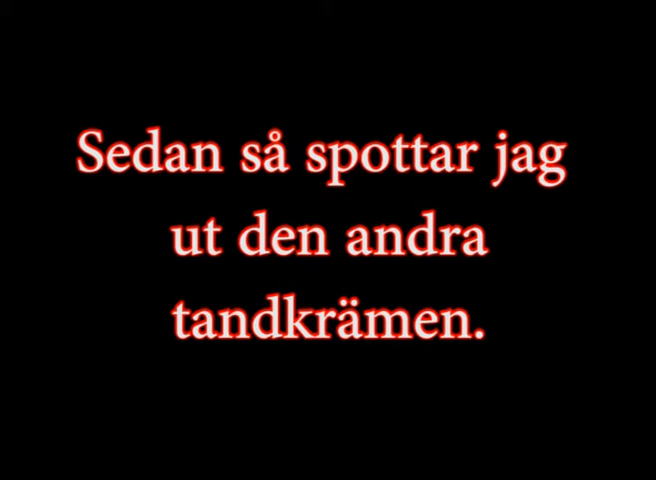 Sedan så spottar jag
ut den andra
tandkrämen.